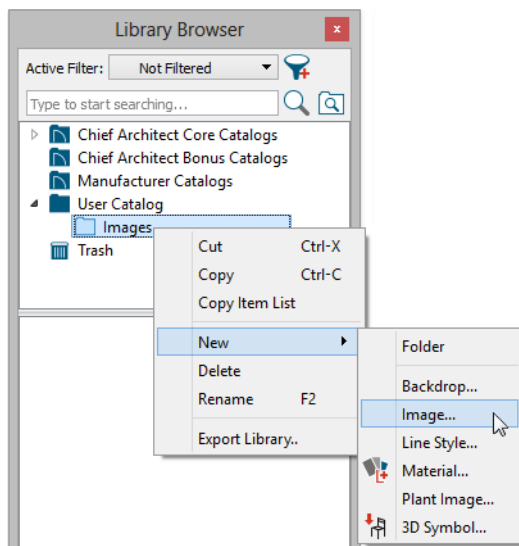 Library Browser
x
Active Filter: Not Filtered
Type to start searching...
Chief Architect Core Catalogs
Chief Architect Bonus Catalogs
Manufacturer Catalogs
User Catalog
Images
Trash
Cut Ctrl-X
Copy Ctrl-C
Copy Item List
New
Delete
Rename F2
Export Library..
Folder
Backdrop...
Image...
Line Style...
Material...
Plant Image...
3D Symbol...